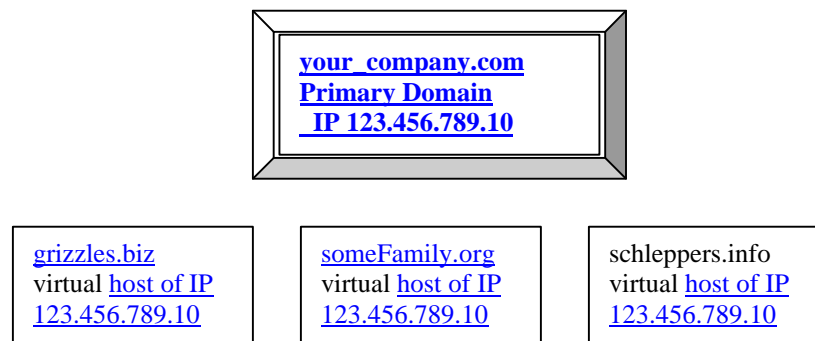 your_company.com
Primary Domain
IP 123.456.789.10
grizzles.biz
virtual host of IP
123.456.789.10
someFamily.org
virtual host of IP
123.456.789.10
schleppers.info
virtual host of IP
123.456.789.10